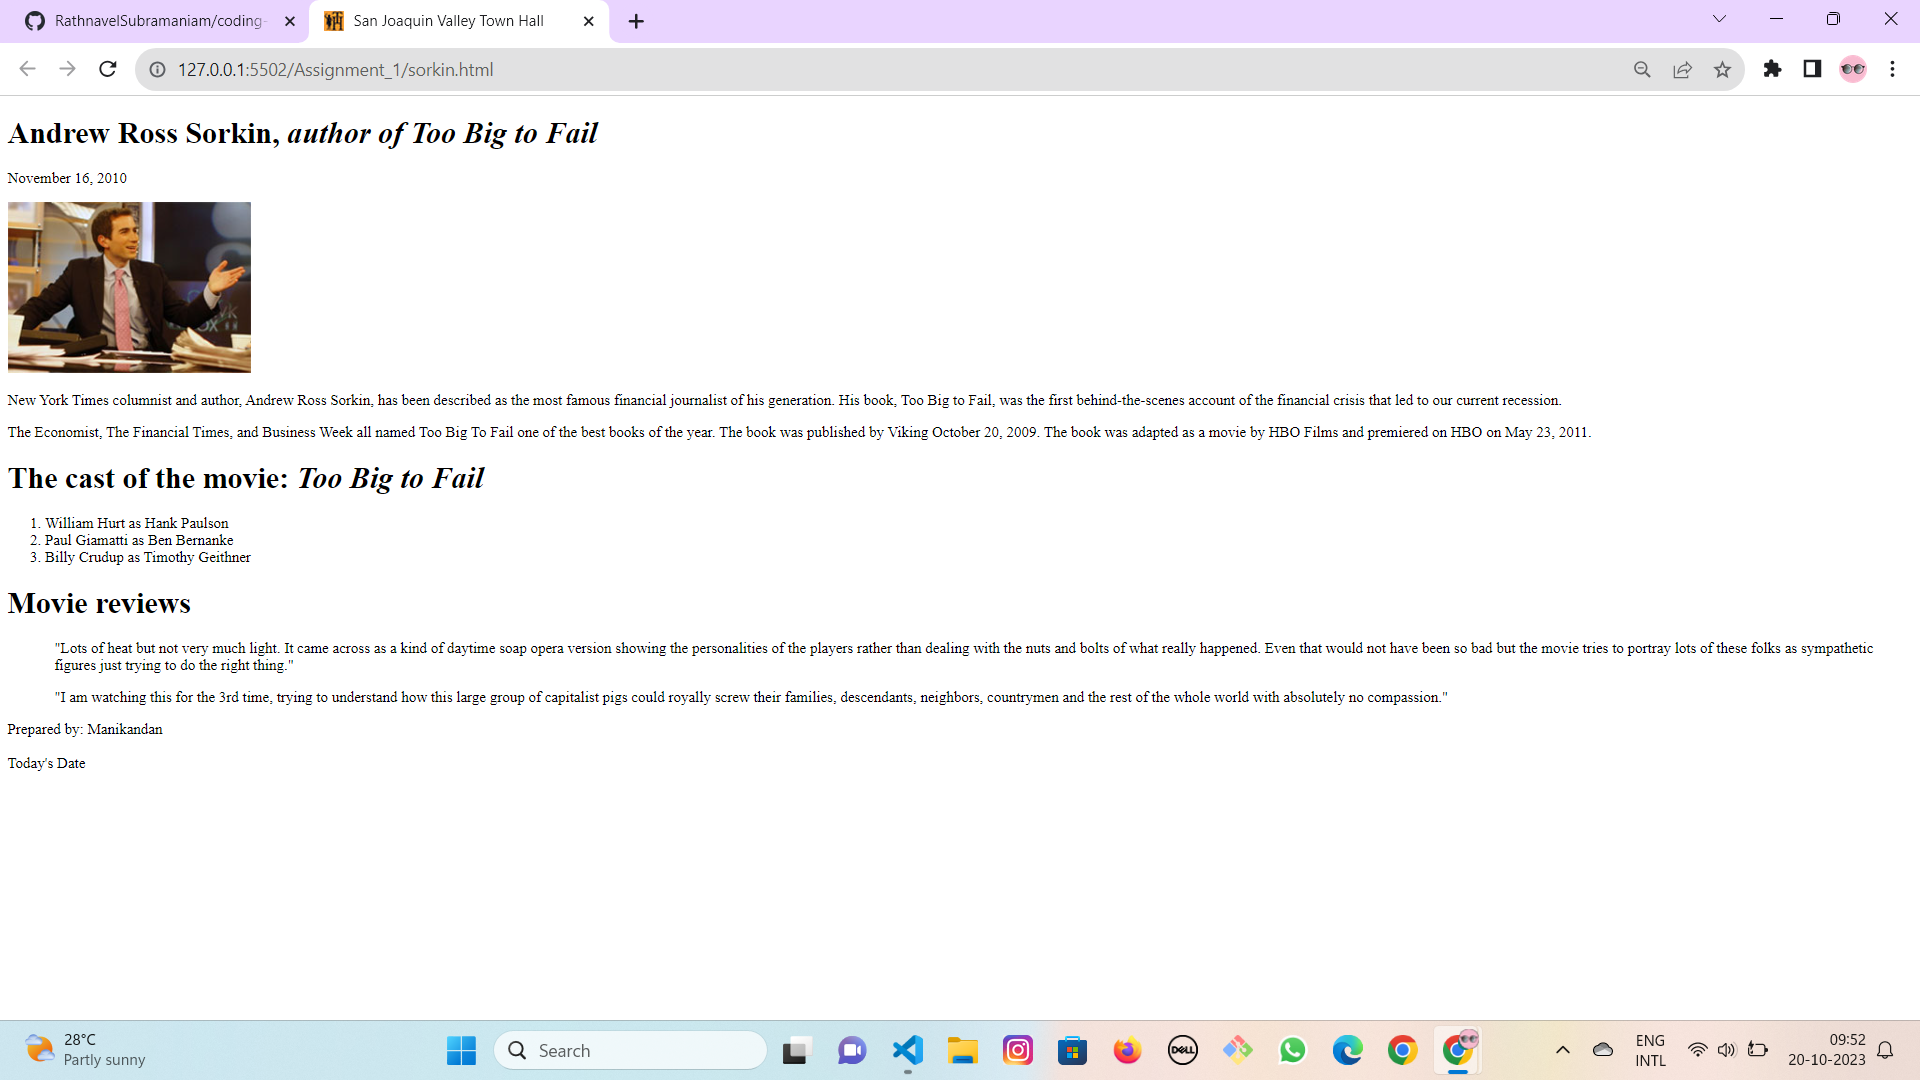 RathnavelSubramaniam/coding-
San Joaquin Valley Town Hall
127.0.0.1:5502/Assignment_1/sorkin.html
Andrew Ross Sorkin, author of Too Big to Fail
November 16, 2010
New York Times columnist and author, Andrew Ross Sorkin, has been described as the most famous financial journalist of his generation. His book, Too Big to Fail, was the first behind-the-scenes account of the financial crisis that led to our current recession.
The Economist, The Financial Times, and Business Week all named Too Big To Fail one of the best books of the year. The book was published by Viking October 20, 2009. The book was adapted as a movie by HBO Films and premiered on HBO on May 23, 2011.
The cast of the movie: Too Big to Fail
1. William Hurt as Hank Paulson
2. Paul Giamatti as Ben Bernanke
3. Billy Crudup as Timothy Geithner
Movie reviews
"Lots of heat but not very much light. It came across as a kind of daytime soap opera version showing the personalities of the players rather than dealing with the nuts and bolts of what really happened. Even that would not have been so bad but the movie tries to portray lots of these folks as sympathetic
figures just trying to do the right thing."
"I am watching this for the 3rd time, trying to understand how this large group of capitalist pigs could royally screw their families, descendants, neighbors, countrymen and the rest of the whole world with absolutely no compassion."
Prepared by: Manikandan
Today's Date
28°C
Partly sunny
Search
DELL
ENG
INTL
09:52
20-10-2023